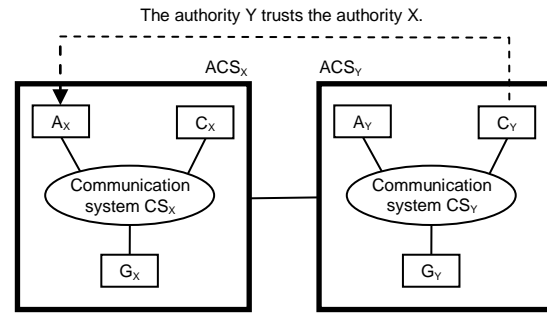 The authority Y trusts the authority X.
ACSX ACSY
AX CX AY CY
Communication system CSX
Communication system CSY
GX GY